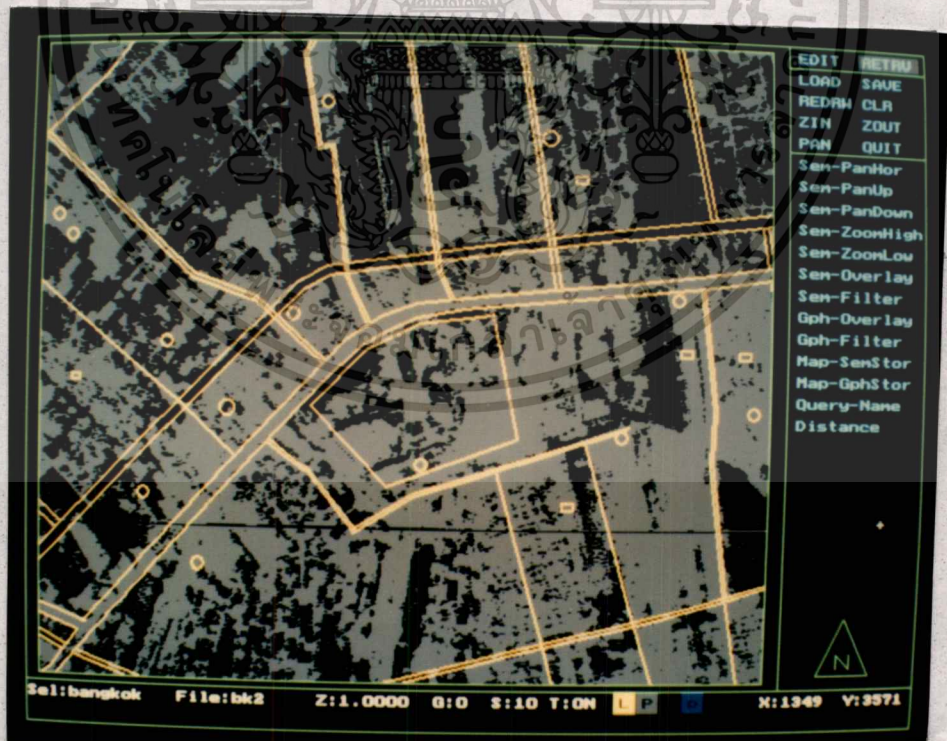 EDIT RETRV
LOAD SAVE
REDRW CLR
ZIN ZOUT
PAN QUIT
Sem-PanHor
Sem-PanUp
Sem-PanDown
Sem-ZoomHigh
Sem-ZoomLow
Sem-Overlay
Sem-Filter
Gph-Overlay
Gph-Filter
Map-SemStor
Map-GphStor
Query-Name
Distance
N
Sel:bangkok File:bk2 Z:1.0000 G:0 S:10 T:ON L P D X:1349 Y:3571